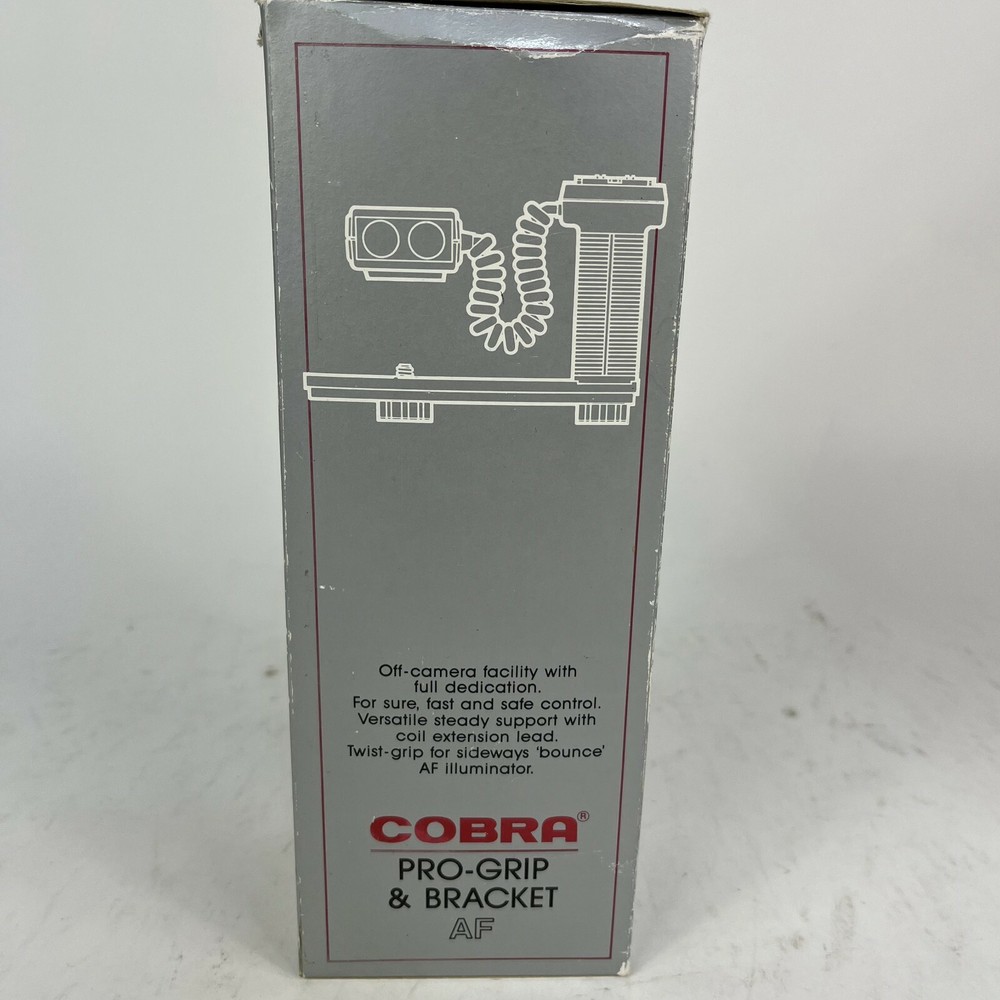 Off-camera facility with
full dedication.
For sure, fast and safe control.
Versatile steady support with
coil extension lead.
Twist-grip for sideways 'bounce'
AF illuminator.
COBRA®
PRO-GRIP
& BRACKET
AF